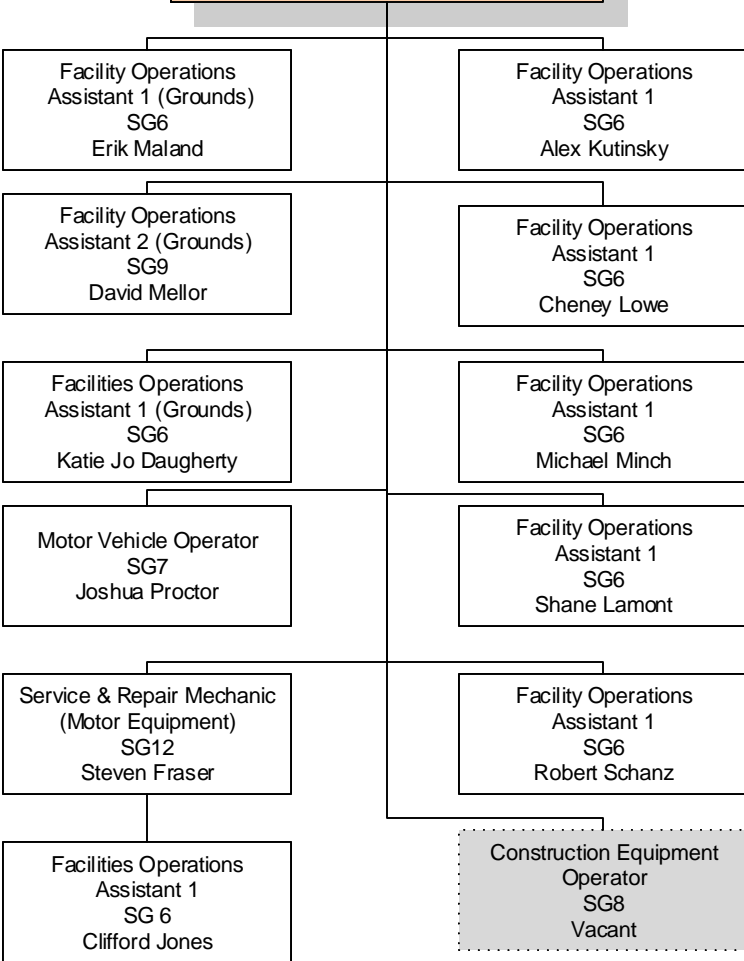 Facility Operations
Assistant 1 (Grounds)
SG6
Erik Maland
Facility Operations
Assistant 1
SG6
Alex Kutinsky
Facility Operations
Assistant 2 (Grounds)
SG9
David Mellor
Facility Operations
Assistant 1
SG6
Cheney Lowe
Facilities Operations
Assistant 1 (Grounds)
SG6
Katie Jo Daugherty
Facility Operations
Assistant 1
SG6
Michael Minch
Motor Vehicle Operator
SG7
Joshua Proctor
Facility Operations
Assistant 1
SG6
Shane Lamont
Service & Repair Mechanic
(Motor Equipment)
SG12
Steven Fraser
Facility Operations
Assistant 1
SG6
Robert Schanz
Facilities Operations
Assistant 1
SG 6
Clifford Jones
Construction Equipment
Operator
SG8
Vacant